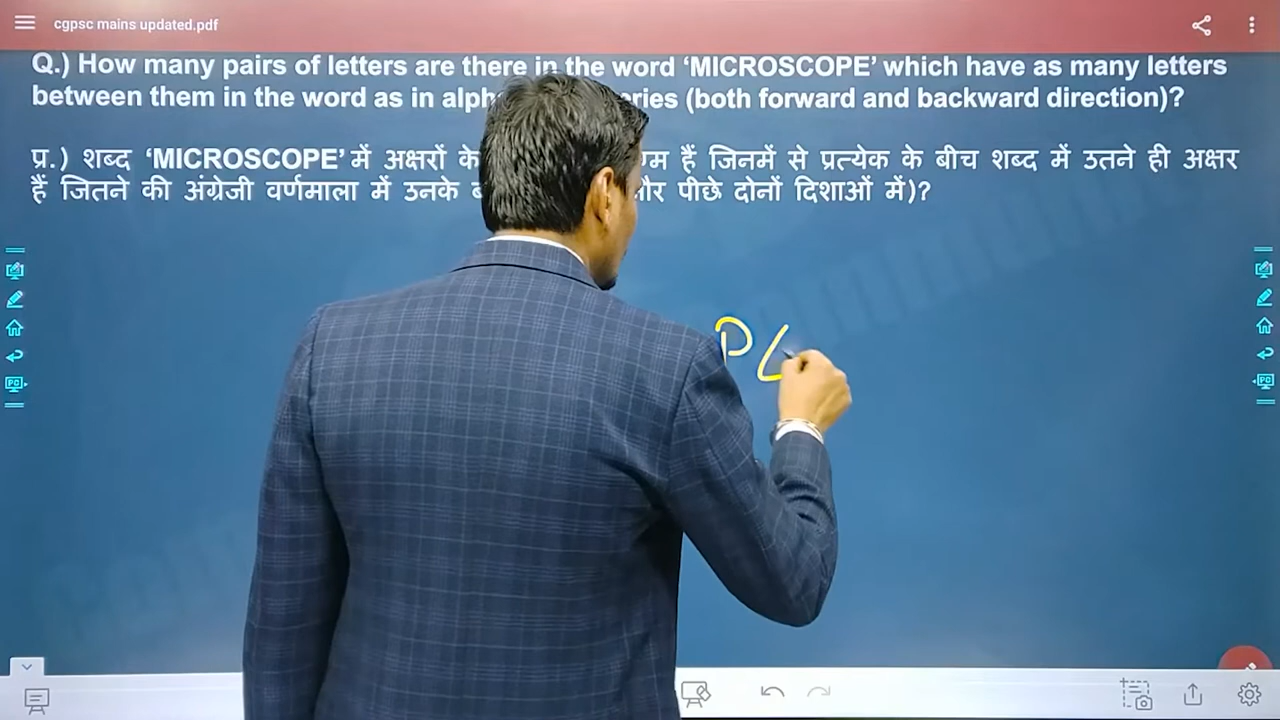 cgpsc mains updated.pdf
Q.) How many pairs of letters are there in the word ‘MICROSCOPE’ which have as many letters
between them in the word as in (both forward and backward direction)?
प्र.) शब्द ‘MICROSCOPE’ में अक्षरों के हैं जिनमें से प्रत्येक के बीच शब्द में उतने ही अक्षर
हैं जितने की अंग्रेजी वर्णमाला में उनके और पीछे दोनों दिशाओं में)?
P